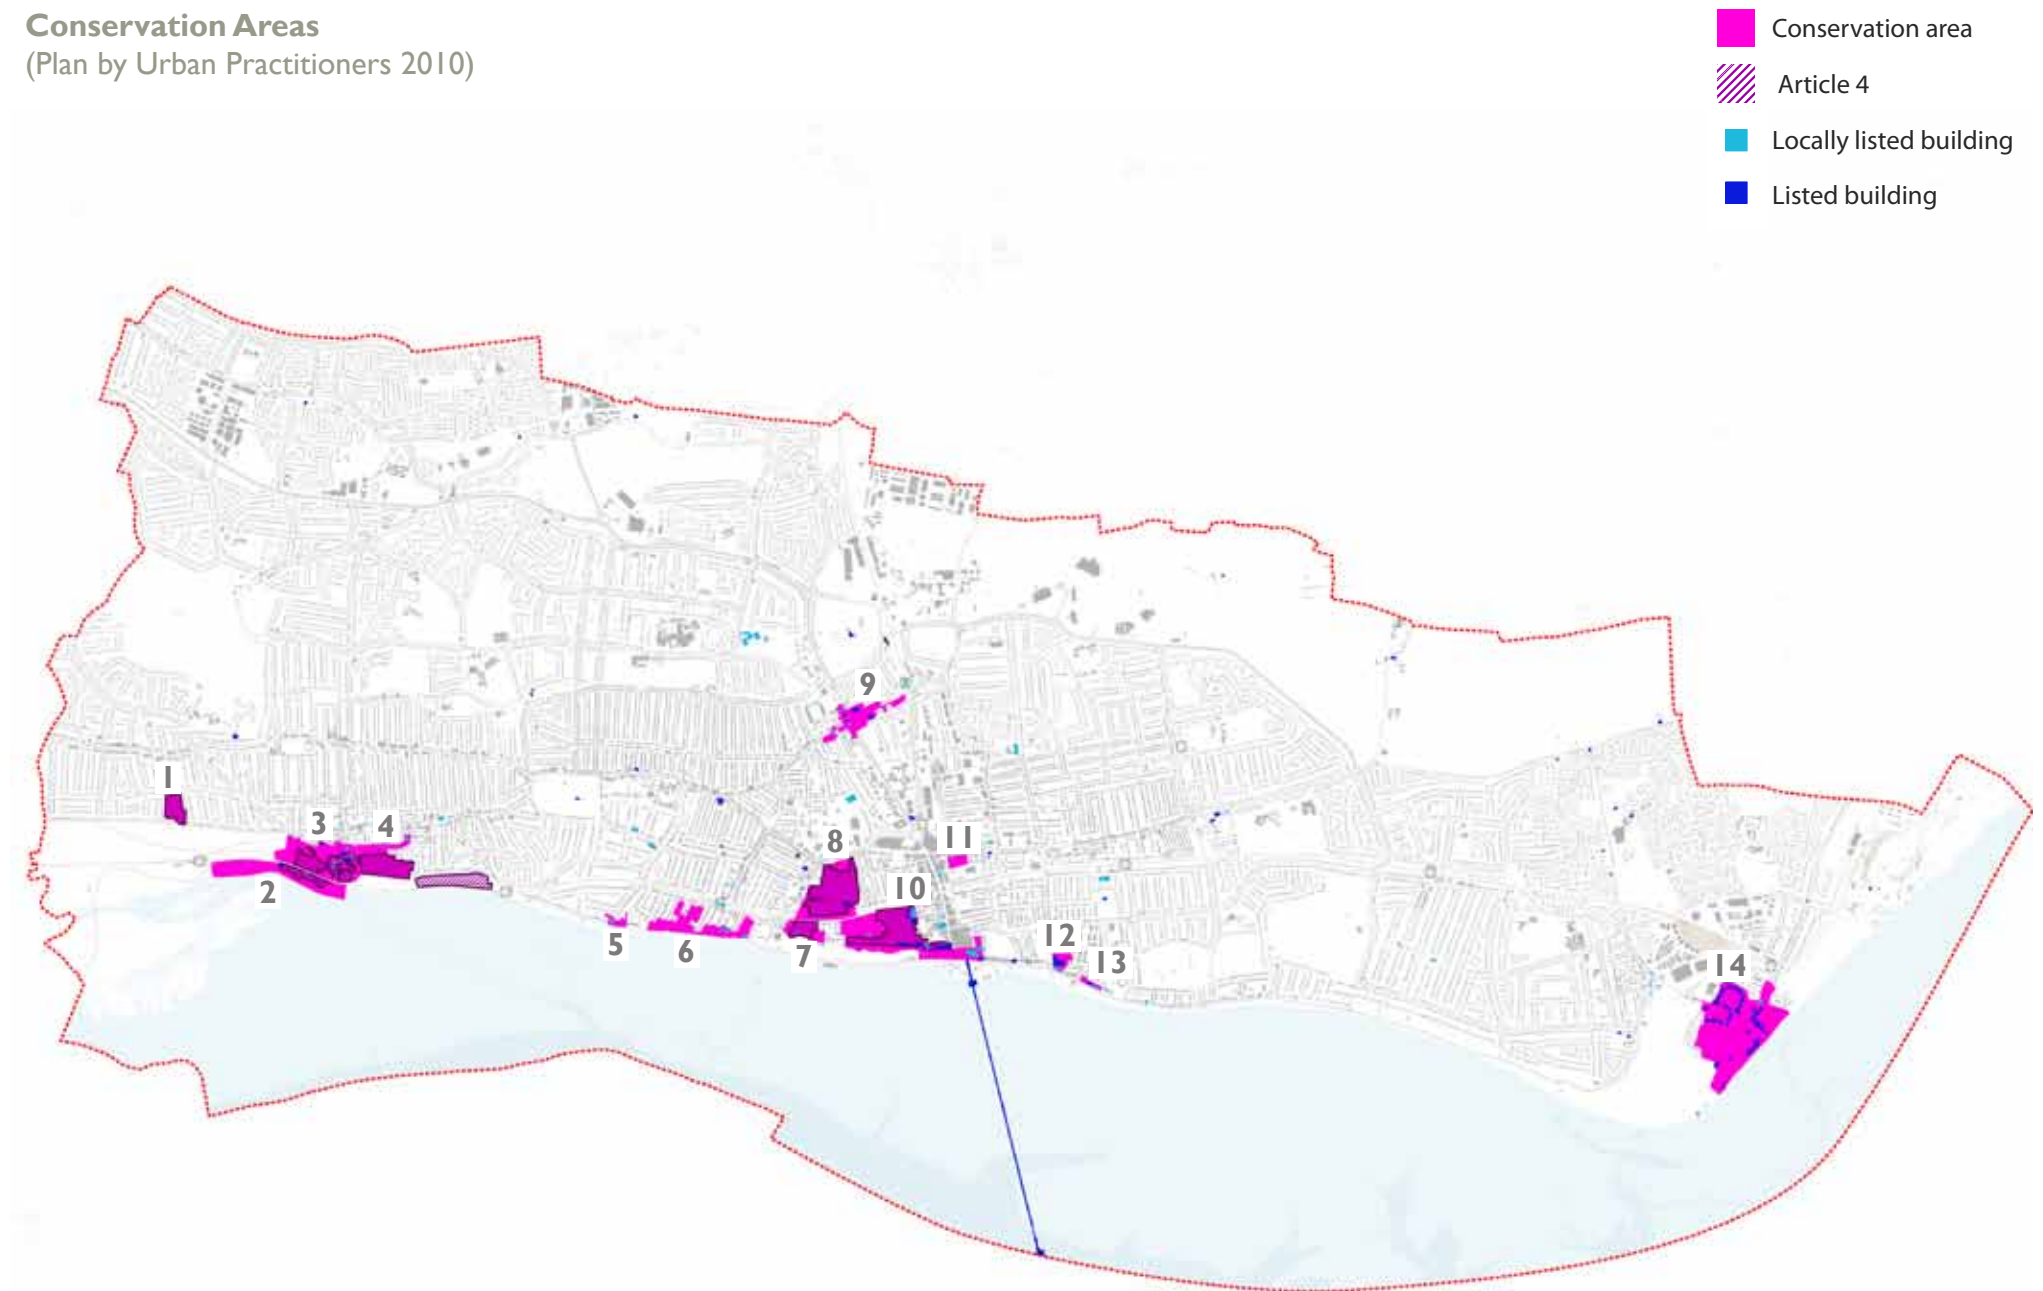 Conservation Areas
(Plan by Urban Practitioners 2010)
Conservation area
Article 4
Locally listed building
Listed building
9
1
3
4
8
11
2
10
5
6
7
12
13
14